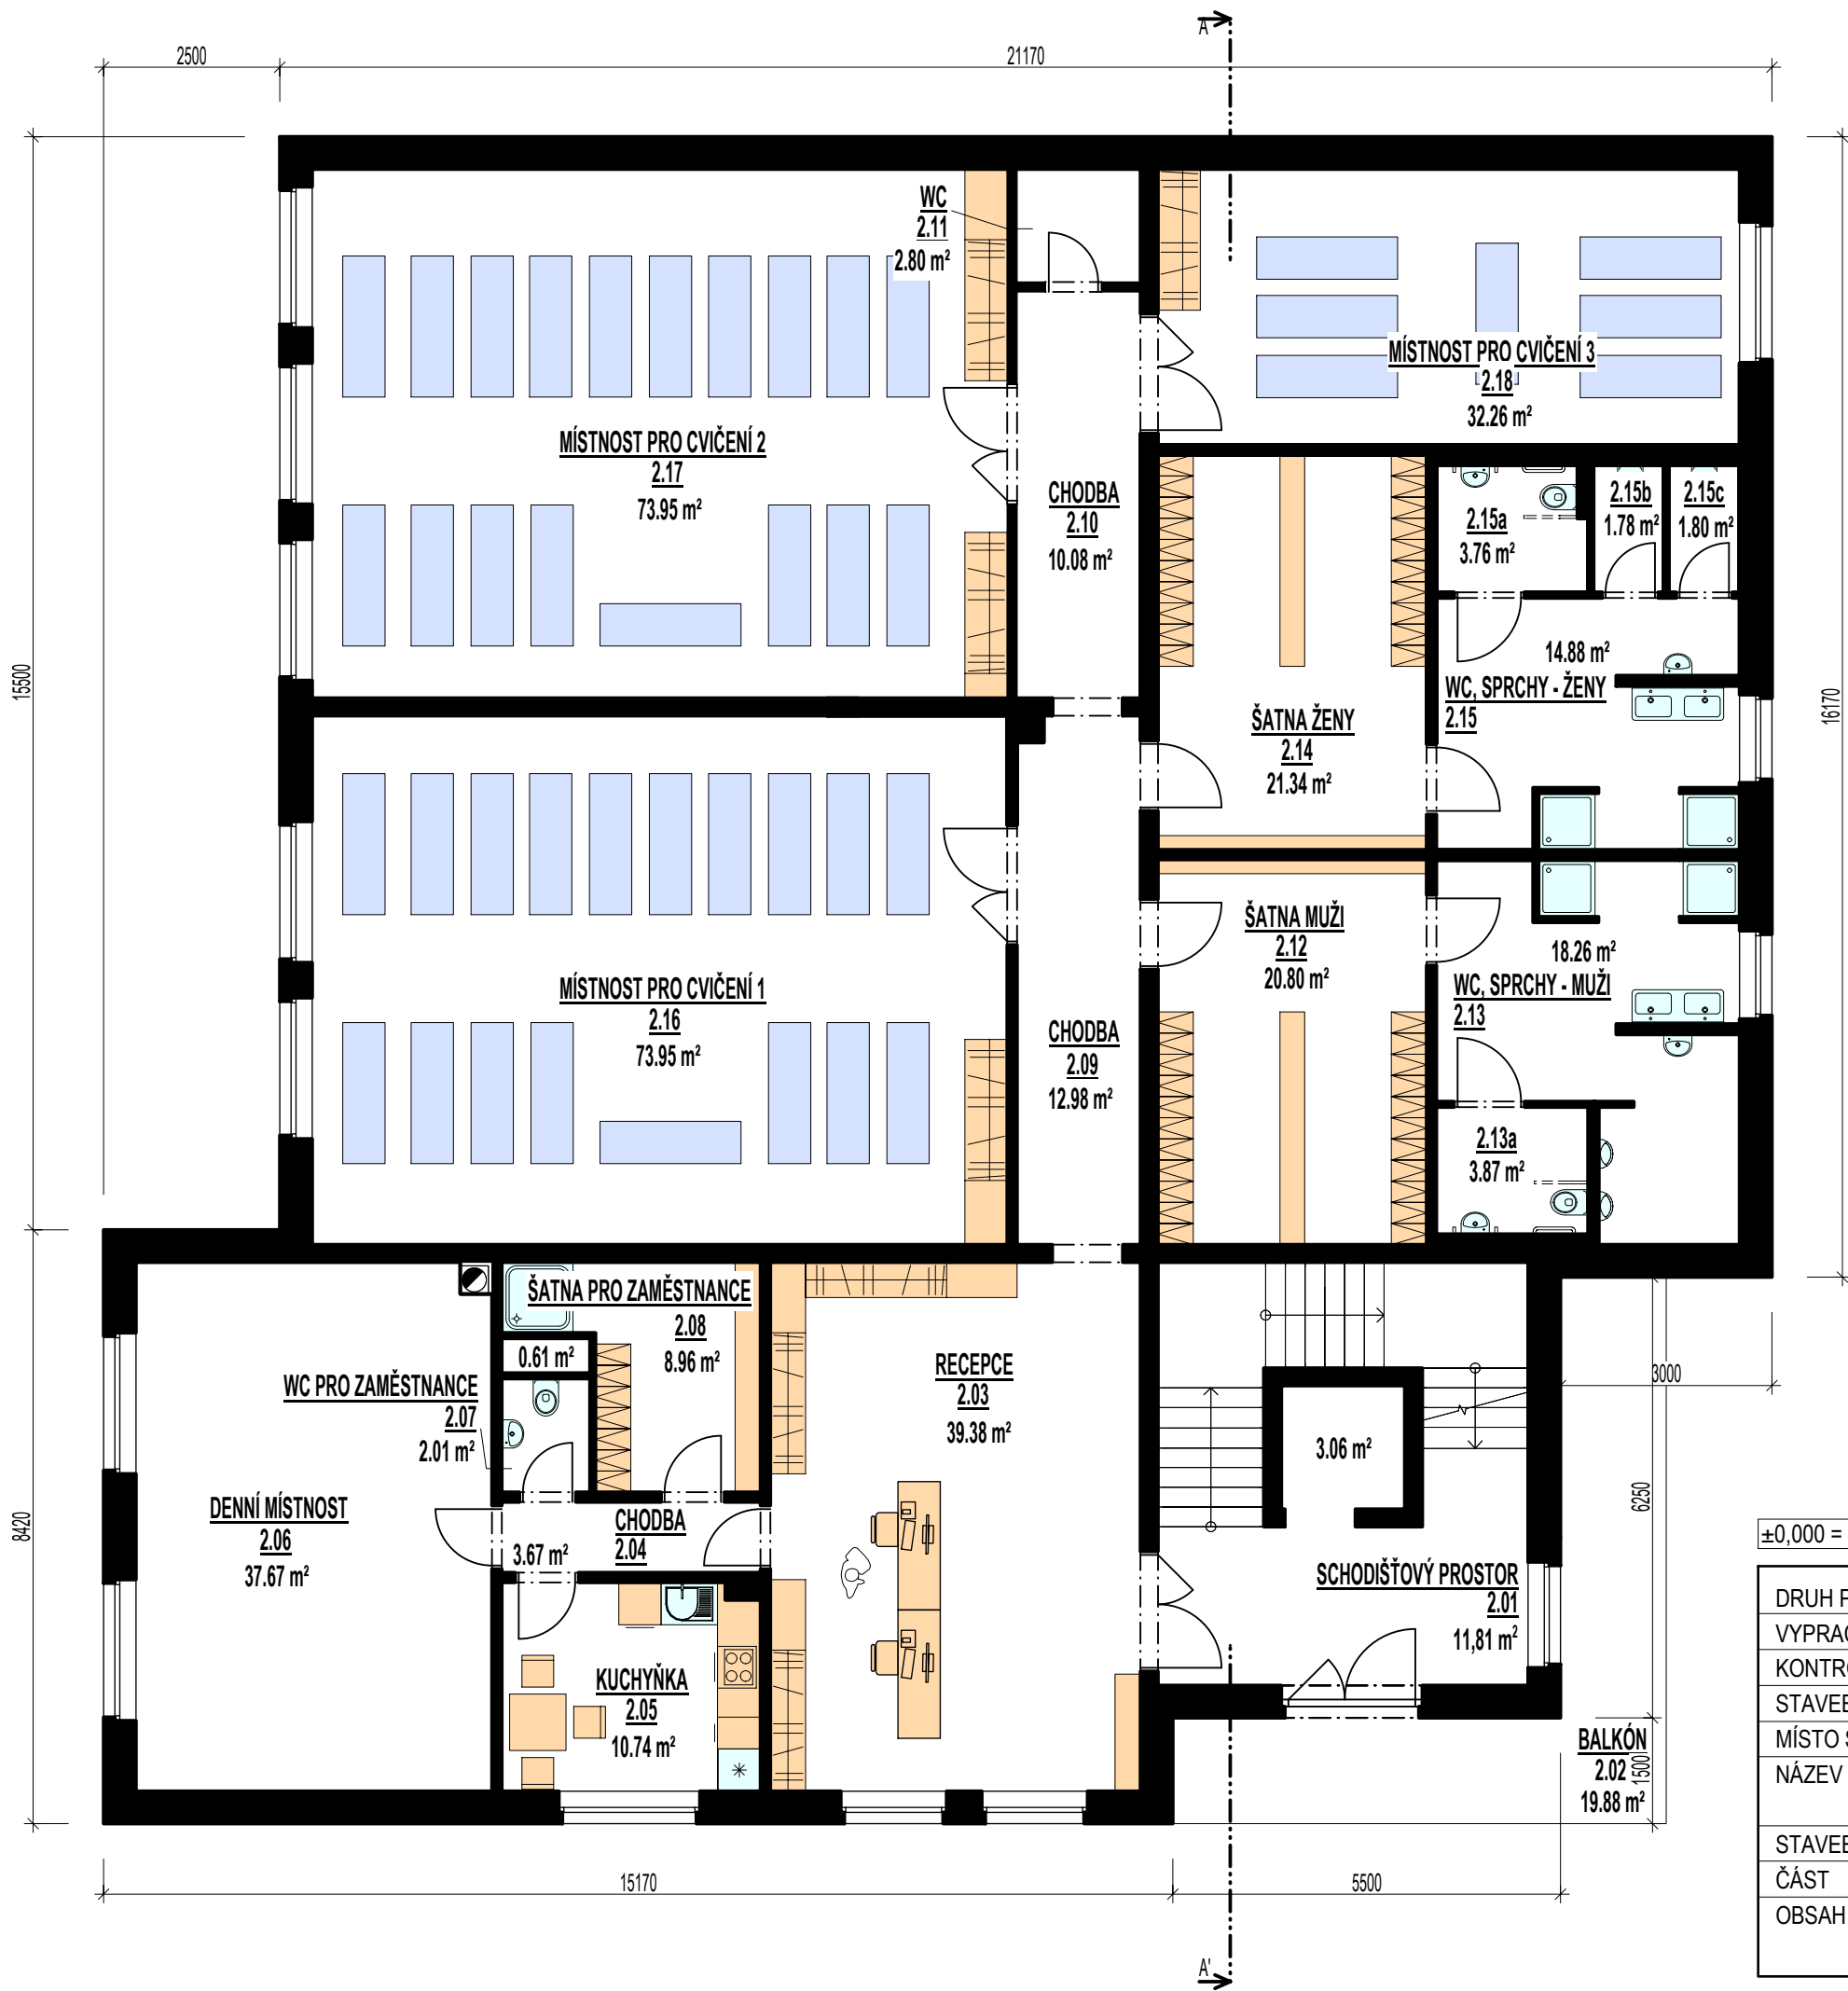 A
2500
21170
WC
2.11
2.80 m²
MÍSTNOST PRO CVIČENÍ 3
2.18
32.26 m²
MÍSTNOST PRO CVIČENÍ 2
2.17
73.95 m²
CHODBA
2.10
10.08 m²
2.15a
3.76 m²
2.15b
1.78 m²
2.15c
1.80 m²
14.88 m²
WC, SPRCHY - ŽENY
2.15
15500
16170
ŠATNA ŽENY
2.14
21.34 m²
ŠATNA MUŽI
2.12
20.80 m²
18.26 m²
WC, SPRCHY - MUŽI
2.13
MÍSTNOST PRO CVIČENÍ 1
2.16
73.95 m²
CHODBA
2.09
12.98 m²
2.13a
3.87 m²
ŠATNA PRO ZAMĚSTNANCE
2.08
8.96 m²
0.61 m²
WC PRO ZAMĚSTNANCE
2.07
2.01 m²
RECEPCE
2.03
39.38 m²
3.06 m²
3000
6250
8420
DENNÍ MÍSTNOST
2.06
37.67 m²
CHODBA
2.04
3.67 m²
SCHODIŠŤOVÝ PROSTOR
2.01
11,81 m²
KUCHYŇKA
2.05
10.74 m²
BALKÓN
2.02
19.88 m²
1500
15170
5500
A'
±0,000 =
DRUH P
VYPRAC
KONTRO
STAVEB
MÍSTO S
NÁZEV
STAVEB
ČÁST
OBSAH